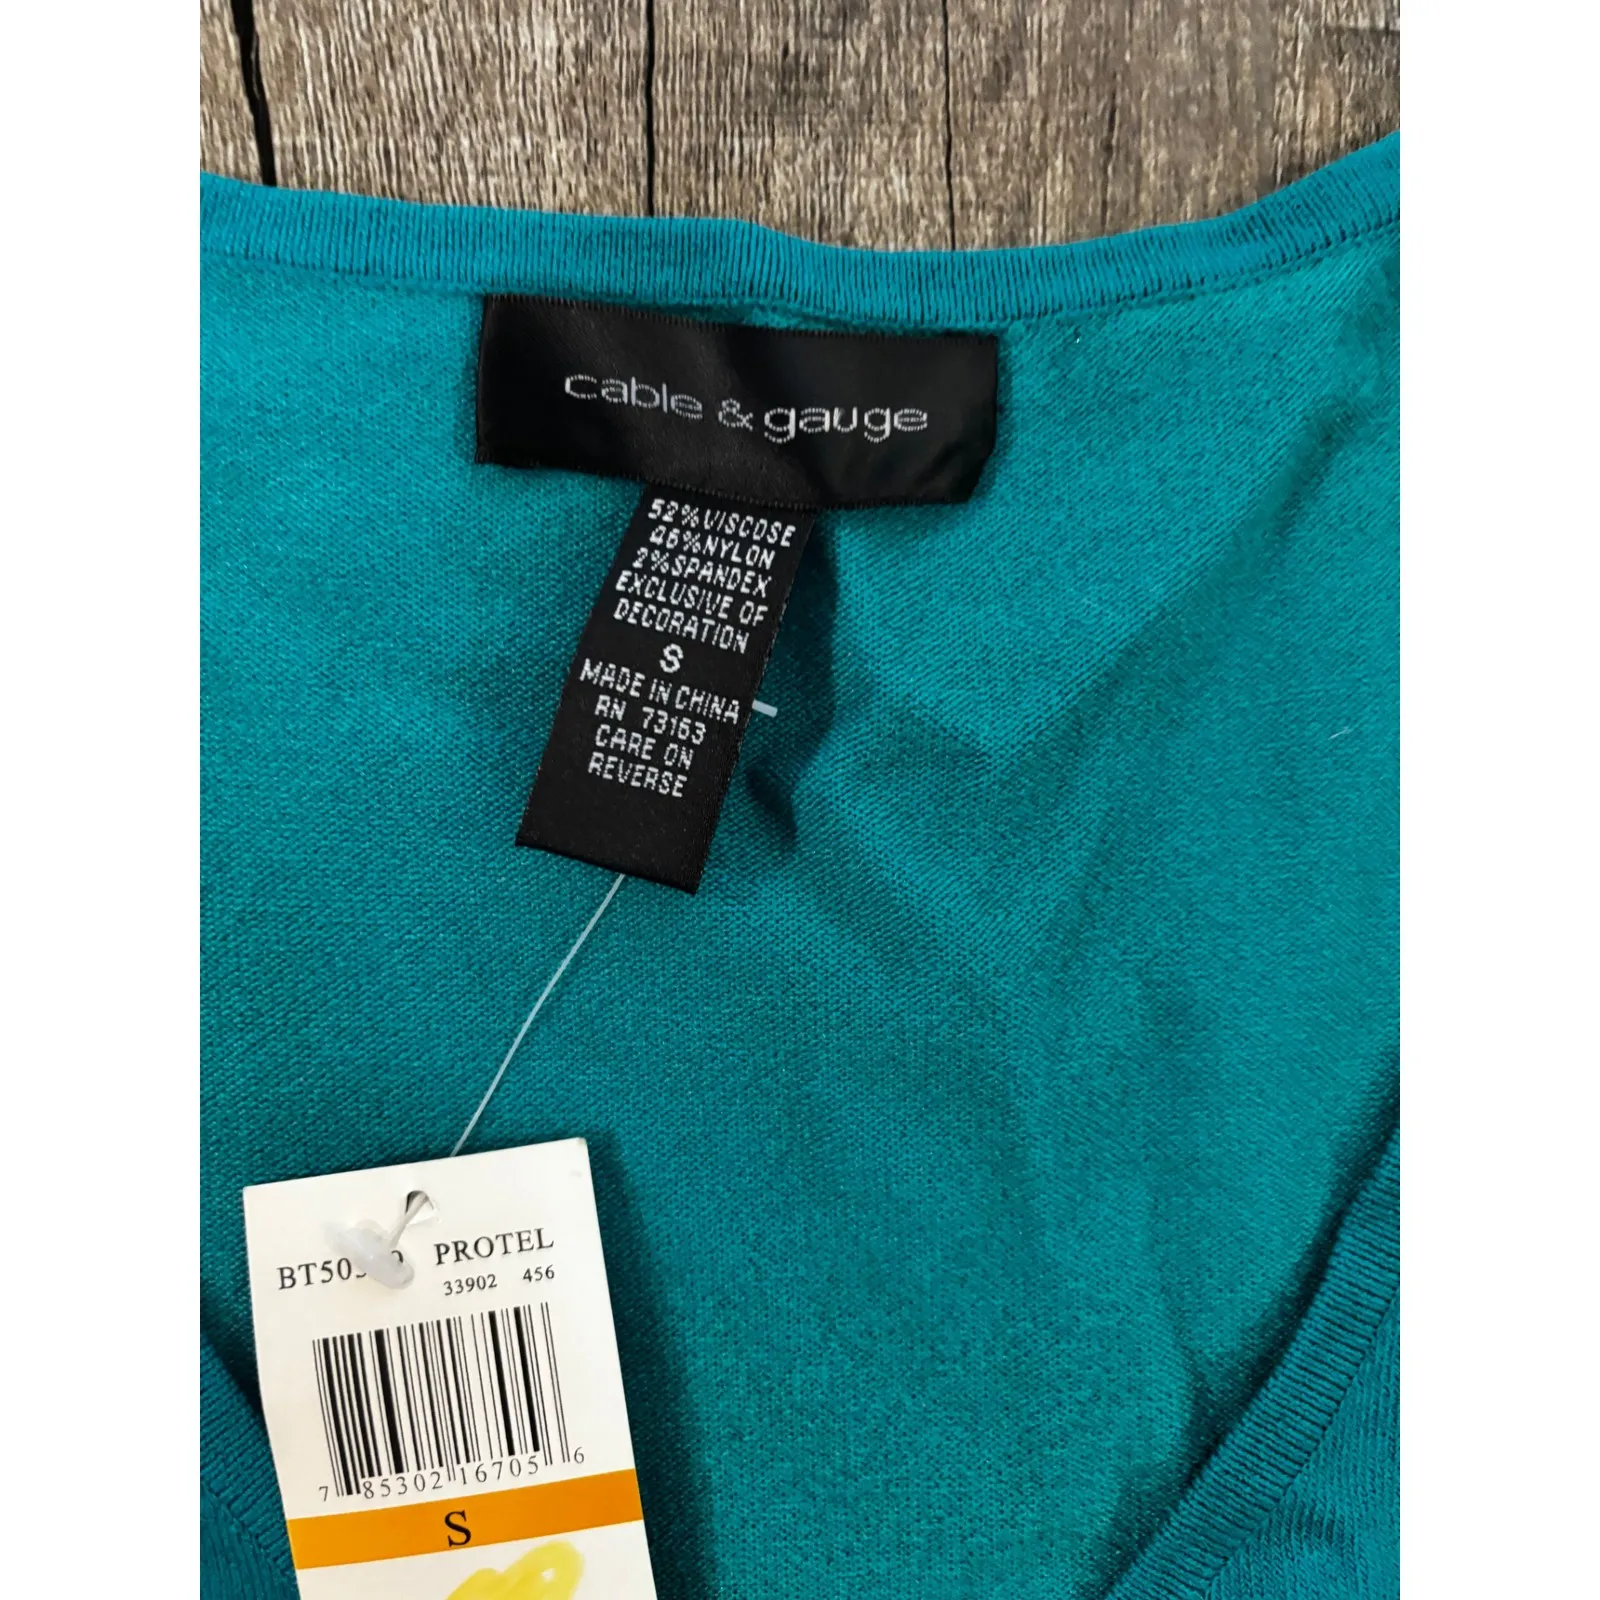 cable & gauge
52% VISCOSE
46% NYLON
2% SPANDEX
EXCLUSIVE OF
DECORATION
S
MADE IN CHINA
RN 73163
CARE ON
REVERSE
PROTEL
33902 456
7 85302 16705 6
S